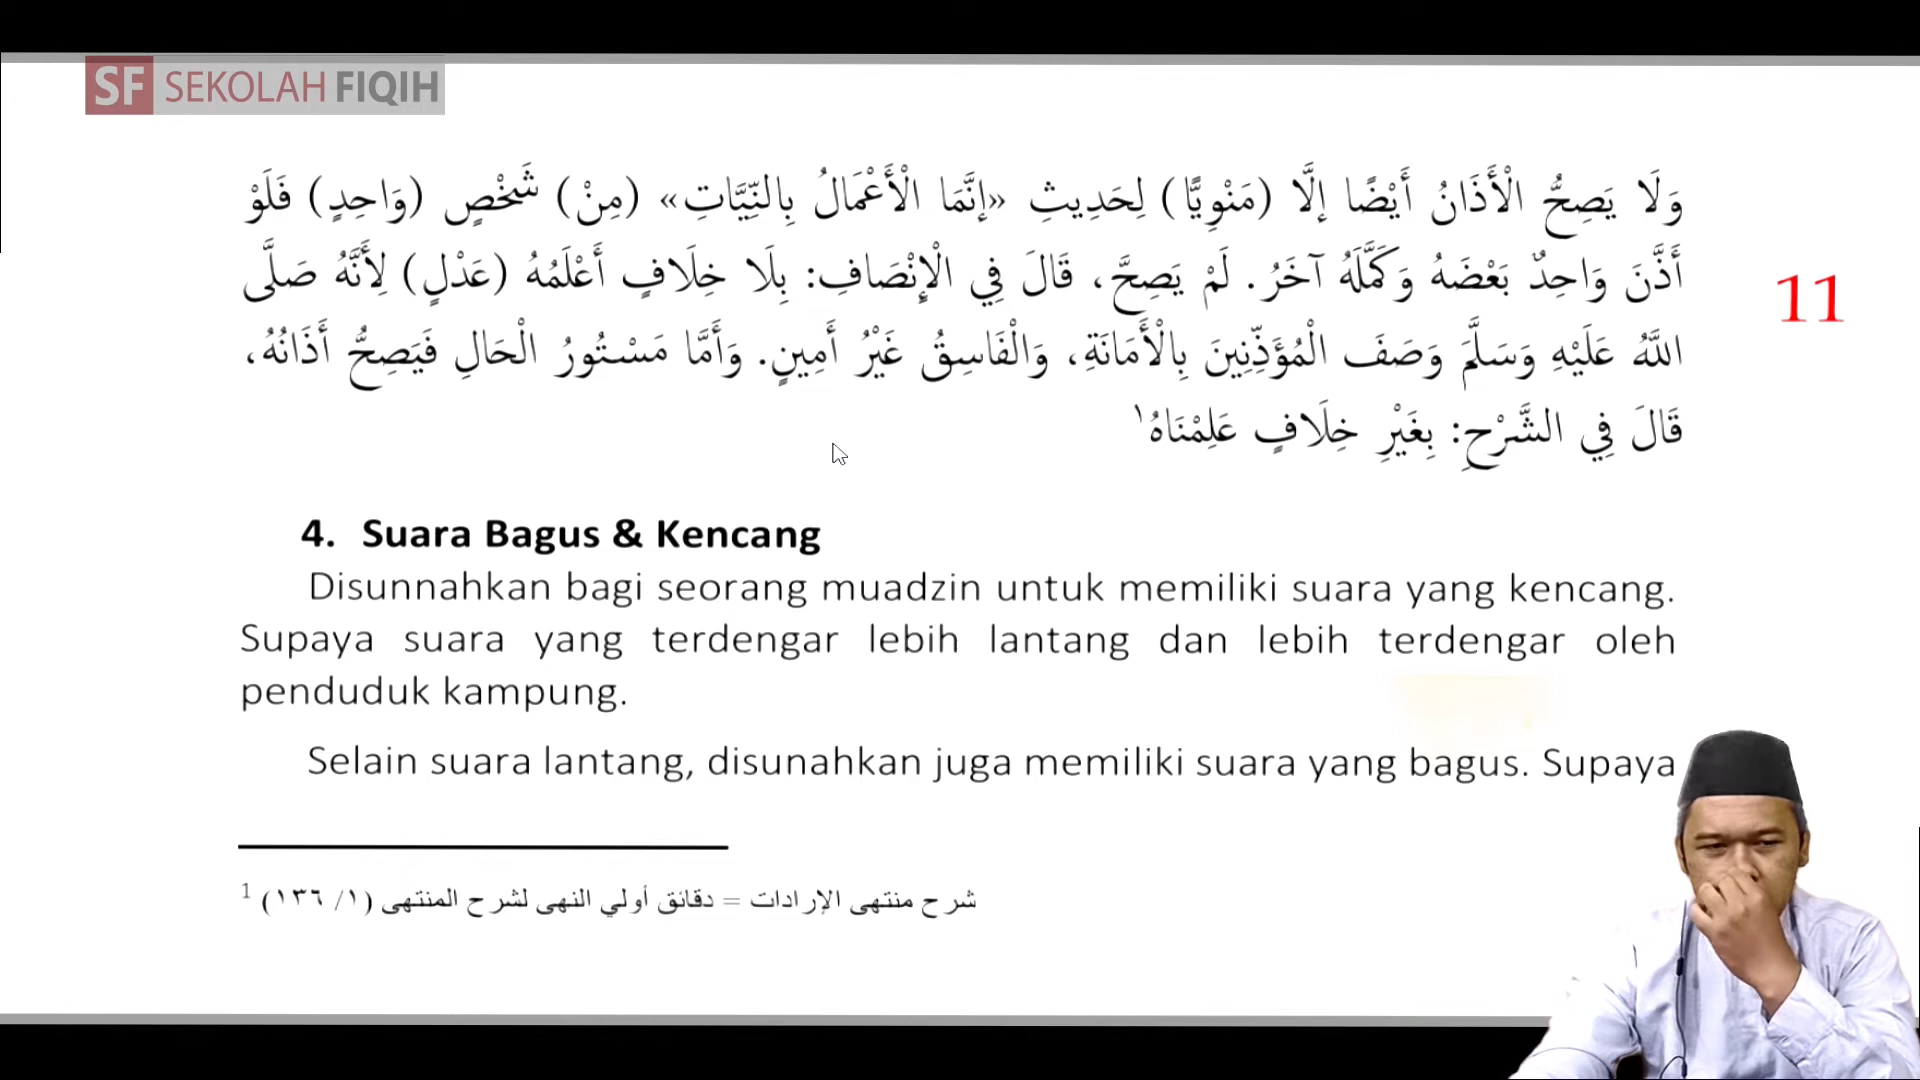 SF SEKOLAH FIQIH
وَلَا يَصِحُّ الْأَذَانُ أَيْضًا إلَّا (مَنْوِيًّا) لِحَدِيثِ «إنَّمَا الْأَعْمَالُ بِالنِّيَّاتِ» (مِنْ) شَخْصٍ (وَاحِدٍ) فَلَوْ
أَذَّنَ وَاحِدٌ بَعْضَهُ وَكَمَّلَهُ آخَرُ. لَمْ يَصِحَّ، قَالَ فِي الْإِنْصَافِ: بِلَا خِلَافٍ أَعْلَمُهُ (عَدْلٍ) لِأَنَّهُ صَلَّى
اللَّهُ عَلَيْهِ وَسَلَّمَ وَصَفَ الْمُؤَذِّنِينَ بِالْأَمَانَةِ، وَالْفَاسِقُ غَيْرُ أَمِينٍ. وَأَمَّا مَسْتُورُ الْحَالِ فَيَصِحُّ أَذَانُهُ،
قَالَ فِي الشَّرْحِ: بِغَيْرِ خِلَافٍ عَلِمْنَاهُ١
11
4. Suara Bagus & Kencang
Disunnahkan bagi seorang muadzin untuk memiliki suara yang kencang.
Supaya suara yang terdengar lebih lantang dan lebih terdengar oleh
penduduk kampung.
Selain suara lantang, disunahkan juga memiliki suara yang bagus. Supaya
1 شرح منتهى الإرادات = دقائق أولي النهى لشرح المنتهى (١/ ١٣٦)